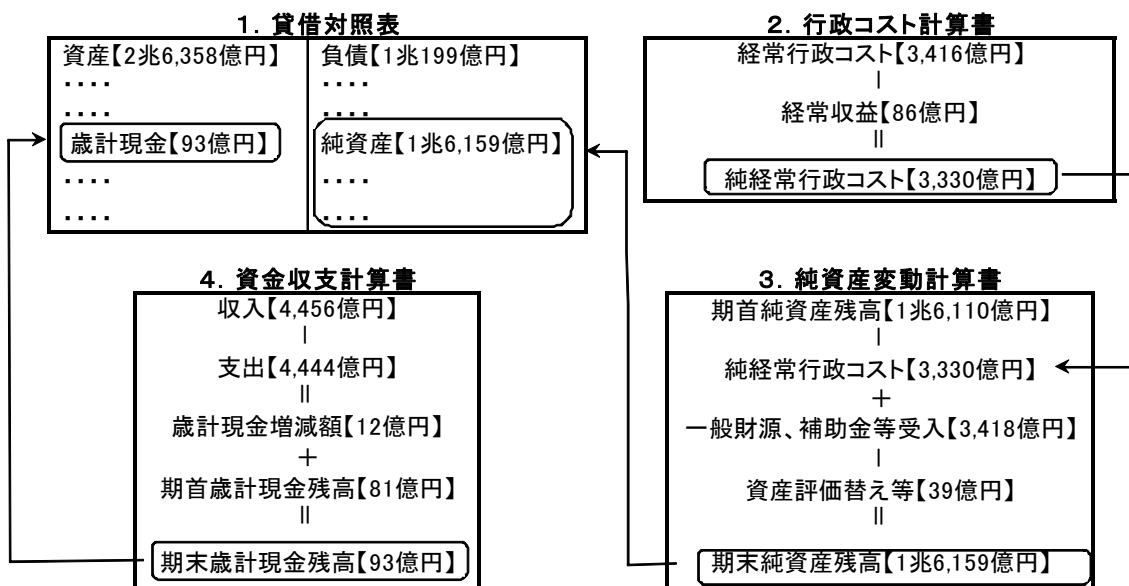 1．貸借対照表
資産【2兆6,358億円】
‥‥
‥‥
歳計現金【93億円】
‥‥
‥‥
負債【1兆199億円】
‥‥
‥‥
純資産【1兆6,159億円】
‥‥
‥‥
2．行政コスト計算書
経常行政コスト【3,416億円】
－
経常収益【86億円】
＝
純経常行政コスト【3,330億円】
4．資金収支計算書
収入【4,456億円】
－
支出【4,444億円】
＝
歳計現金増減額【12億円】
＋
期首歳計現金残高【81億円】
＝
期末歳計現金残高【93億円】
3．純資産変動計算書
期首純資産残高【1兆6,110億円】
－
純経常行政コスト【3,330億円】
＋
一般財源、補助金等受入【3,418億円】
－
資産評価替え等【39億円】
＝
期末純資産残高【1兆6,159億円】